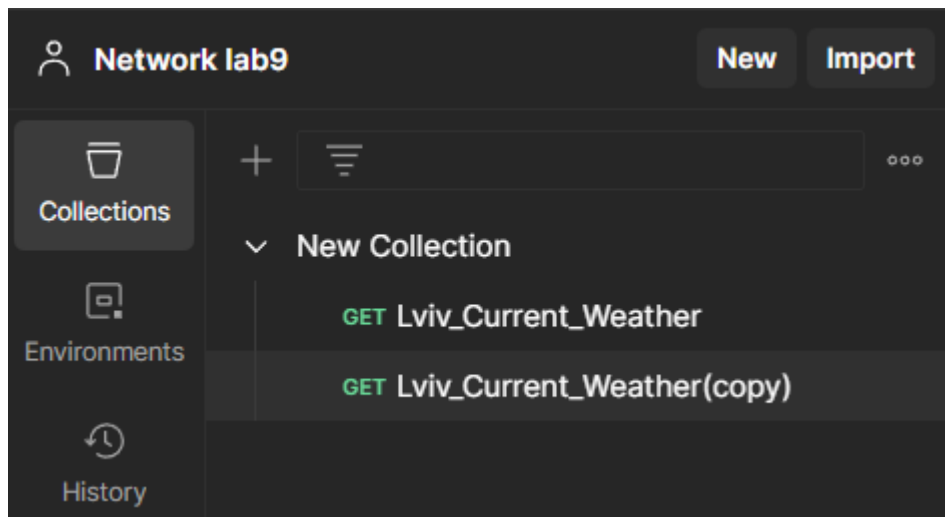 Network lab9
New
Import
Collections
New Collection
GET Lviv_Current_Weather
Environments
GET Lviv_Current_Weather(copy)
History